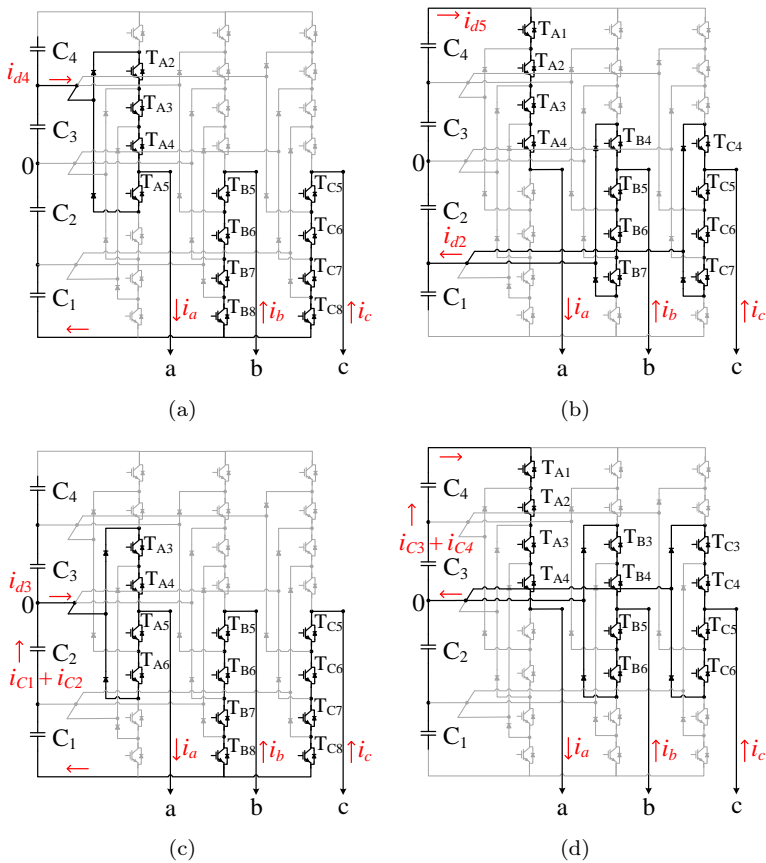 C4 TA2
id4
TA3
C3 TA4
0
TA5 TB5 TC5
C2
TB6 TC6
TB7 TC7
C1
TB8 TC8
ia ib ic
a b c
(a)
id5 TA1
C4 TA2
TA3
C3 TA4 TB4 TC4
0
TB5 TC5
C2
id2 TB6 TC6
TB7 TC7
C1
ia ib ic
a b c
(b)
C4
TA3
id3 C3 TA4
0
TA5 TB5 TC5
C2
TA6 TB6 TC6
iC1 + iC2
TB7 TC7
C1
TB8 TC8
ia ib ic
a b c
(c)
TA1
C4
TA2
iC3 + iC4 TA3 TB3 TC3
C3
TA4 TB4 TC4
0
TB5 TC5
C2
TB6 TC6
C1
ia ib ic
a b c
(d)